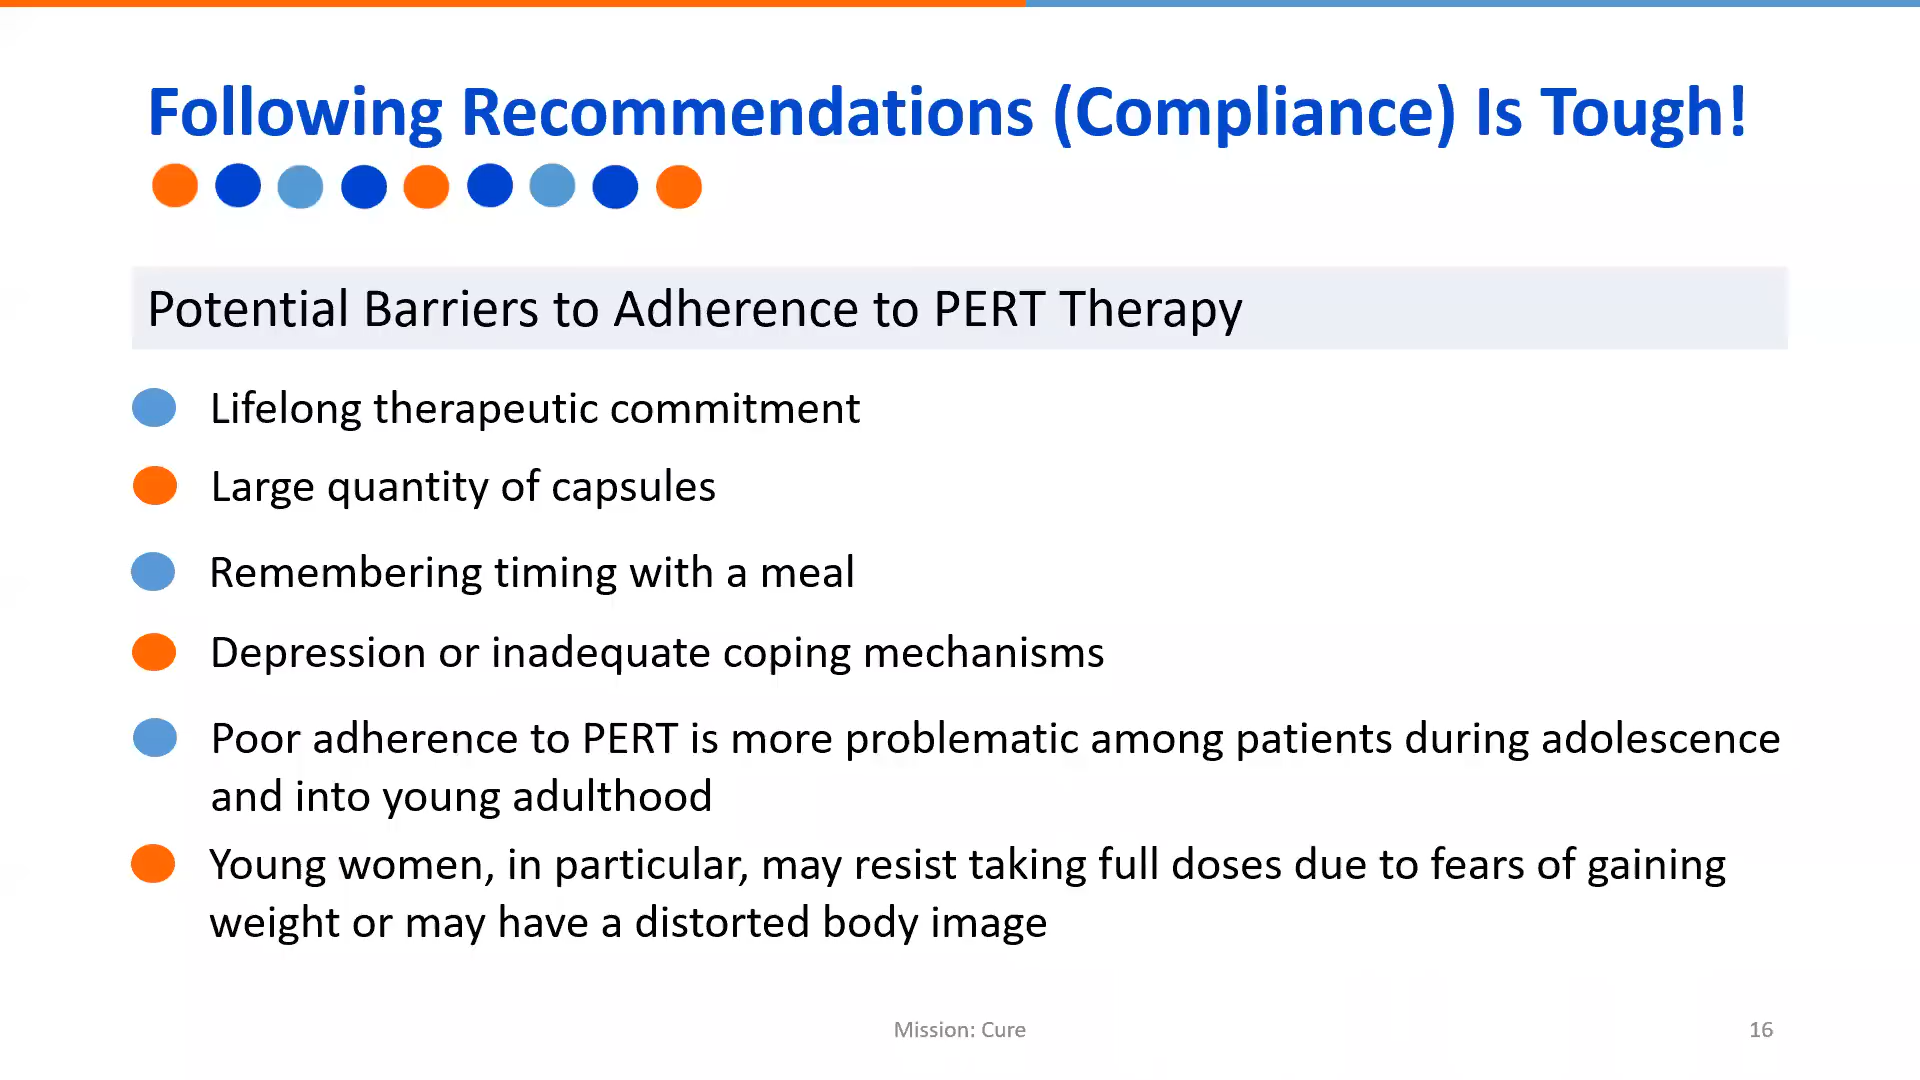 Following Recommendations (Compliance) Is Tough!
Potential Barriers to Adherence to PERT Therapy
Lifelong therapeutic commitment
Large quantity of capsules
Remembering timing with a meal
Depression or inadequate coping mechanisms
Poor adherence to PERT is more problematic among patients during adolescence
and into young adulthood
Young women, in particular, may resist taking full doses due to fears of gaining
weight or may have a distorted body image
Mission: Cure
16